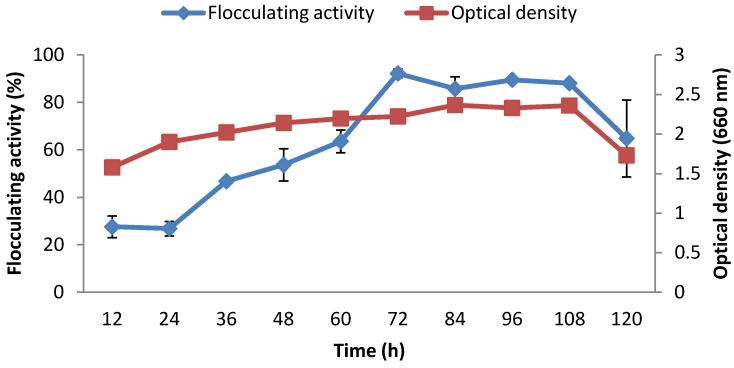 Flocculating activity Optical density
Flocculating activity (%)
100
80
60
40
20
0
3
2.5
2
1.5
1
0.5
0
Optical density (660 nm)
12 24 36 48 60 72 84 96 108 120
Time (h)